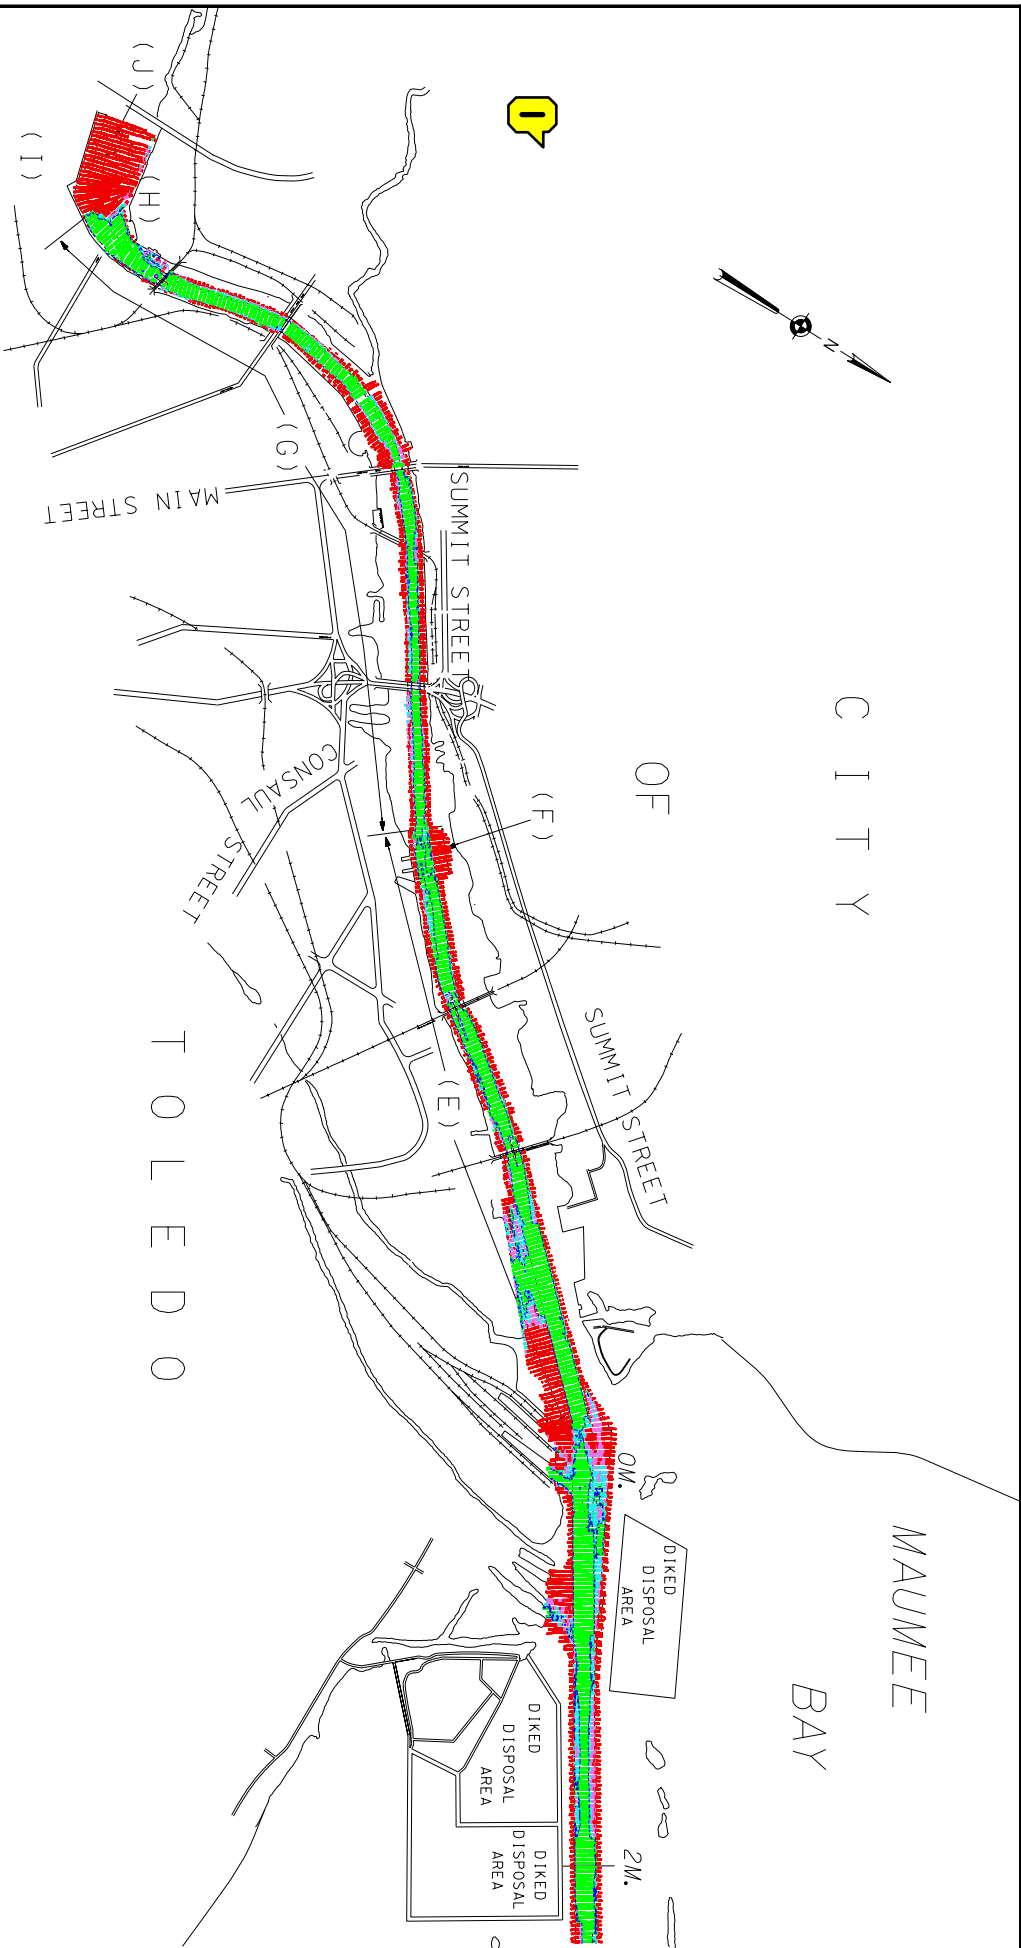 (J)
(I)
(H)
N
(G)
MAIN STREET
SUMMIT STREET
CITY
OF
TOLEDO
CONSAUL
STREET
(F)
SUMMIT STREET
(E)
MAUMEE
BAY
0M.
DIKED
DISPOSAL
AREA
DIKED
DISPOSAL
AREA
DIKED
DISPOSAL
AREA
2M.